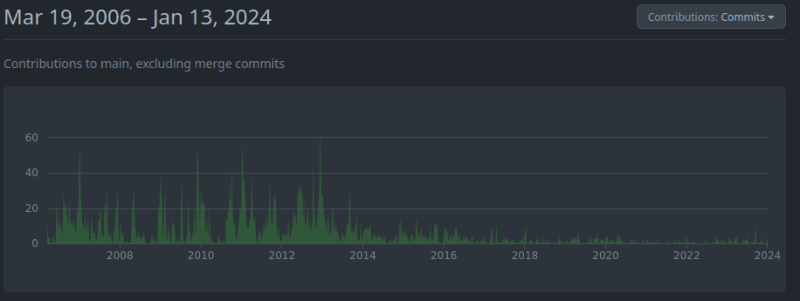 Mar 19, 2006 – Jan 13, 2024
Contributions: Commits
Contributions to main, excluding merge commits
60
40
20
0
2008 2010 2012 2014 2016 2018 2020 2022 2024